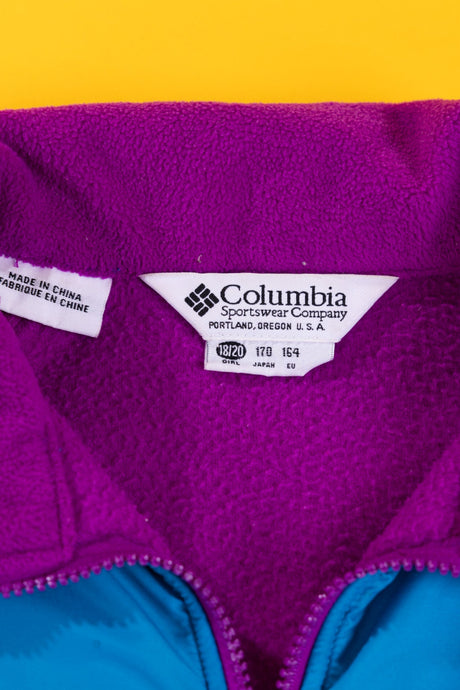 MADE IN CHINA
FABRIQUE EN CHINE
Columbia
Sportswear Company
PORTLAND, OREGON U.S.A.
18/20 170 164
GIRL JAPAN EU